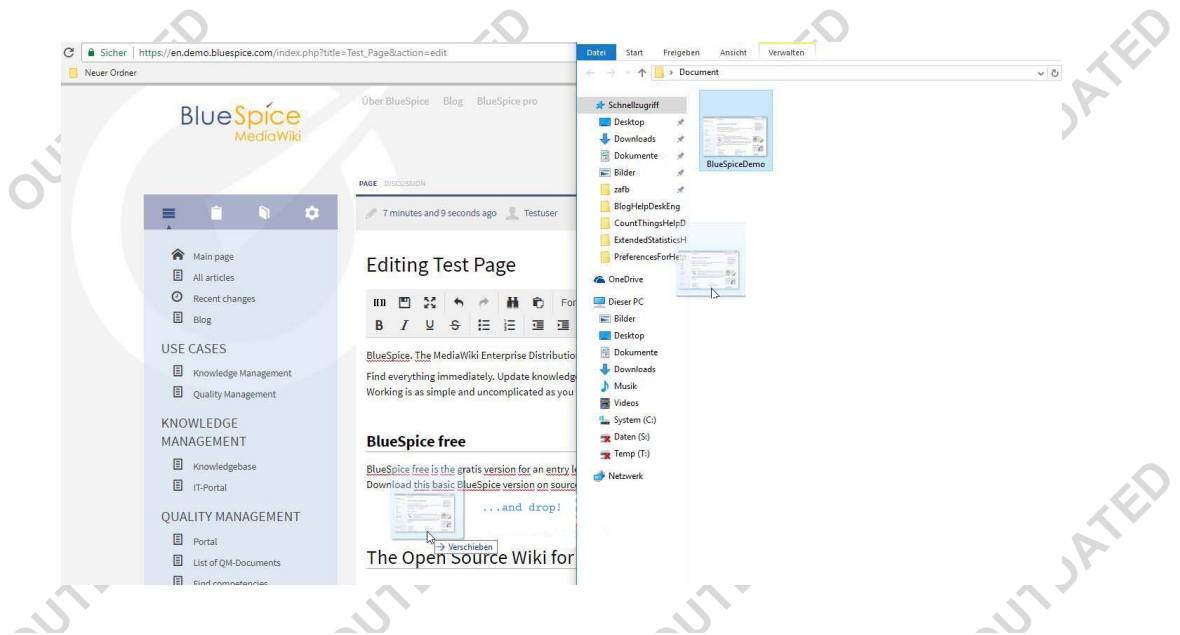 Sicher | https://en.demo.bluespice.com/index.php?title=Test_Page&action=edit
Neuer Ordner
BlueSpice
MediaWiki
Über BlueSpice Blog BlueSpice pro
PAGE DISCUSSION
7 minutes and 9 seconds ago Testuser
Main page
All articles
Recent changes
Blog
USE CASES
Knowledge Management
Quality Management
KNOWLEDGE
MANAGEMENT
Knowledgebase
IT-Portal
QUALITY MANAGEMENT
Portal
List of QM-Documents
Find competencies
Editing Test Page
For
B I U S
BlueSpice. The MediaWiki Enterprise Distributio
Find everything immediately. Update knowledg
Working is as simple and uncomplicated as you
BlueSpice free
BlueSpice free is the gratis version for an entry l
Download this basic BlueSpice version on source
...and drop!
Verschieben
The Open Source Wiki for
Datei Start Freigeben Ansicht Verwalten
Document
Schnellzugriff
Desktop
Downloads
Dokumente
Bilder
zafb
BlogHelpDeskEng
CountThingsHelpD
ExtendedStatisticsH
PreferencesForHe
OneDrive
Dieser PC
Bilder
Desktop
Dokumente
Downloads
Musik
Videos
System (C:)
Daten (S:)
Temp (T:)
Netzwerk
BlueSpiceDemo